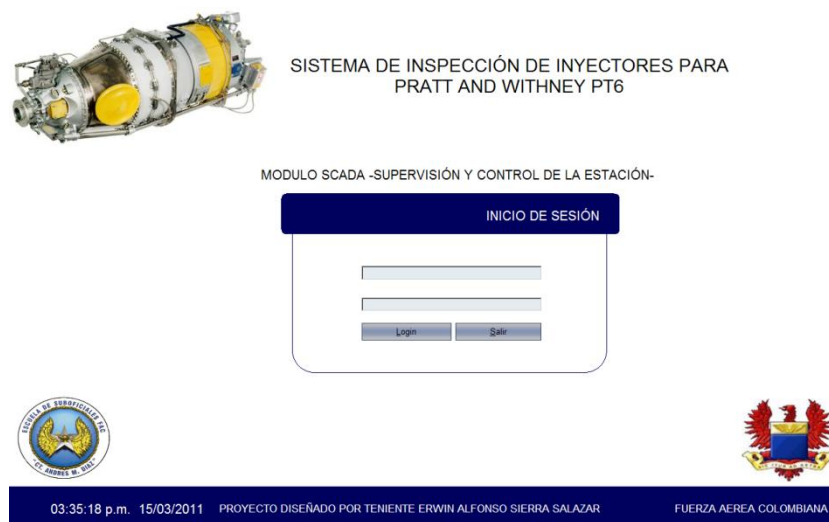 SISTEMA DE INSPECCIÓN DE INYECTORES PARA
PRATT AND WITHNEY PT6
MODULO SCADA -SUPERVISIÓN Y CONTROL DE LA ESTACIÓN-
INICIO DE SESIÓN
Login Salir
ESCUELA DE SUBOFICIALES FAC
"CT. ANDRES M. DIAZ"
03:35:18 p.m. 15/03/2011 PROYECTO DISEÑADO POR TENIENTE ERWIN ALFONSO SIERRA SALAZAR FUERZA AEREA COLOMBIANA